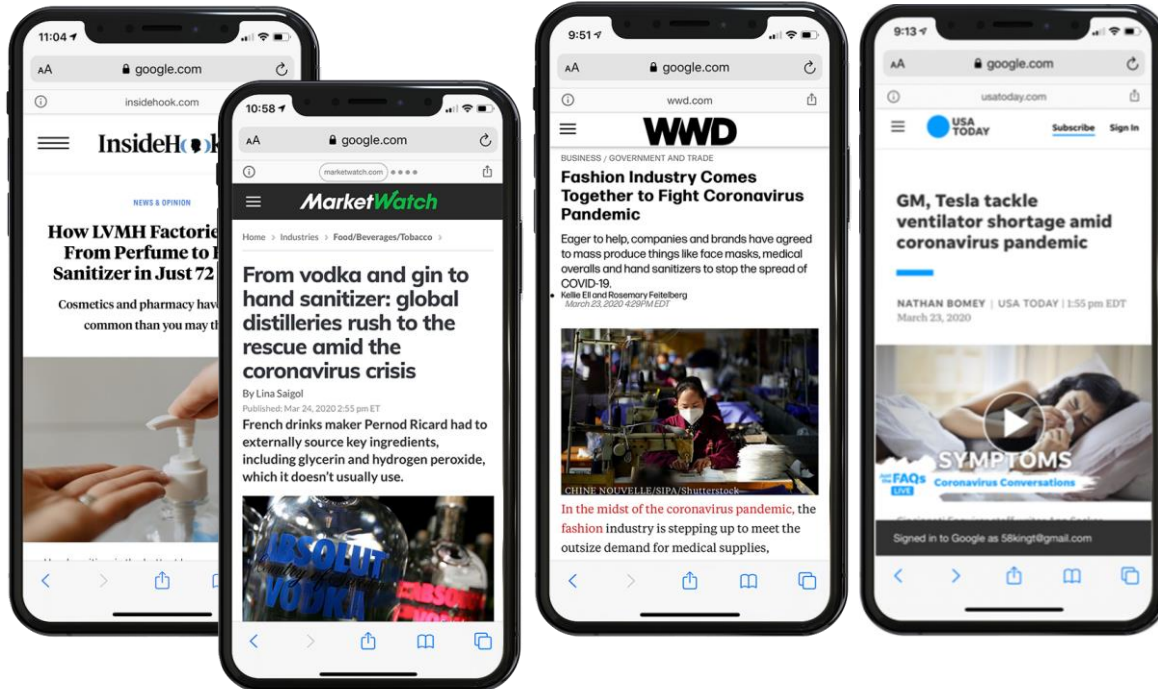 11:04
AA google.com
insidehook.com
InsideHook
NEWS & OPINION
How LVMH Factorie
From Perfume to
Sanitizer in Just 72
Cosmetics and pharmacy hav
common than you may th
10:58
AA google.com
marketwatch.com
MarketWatch
Home > Industries > Food/Beverages/Tobacco >
From vodka and gin to
hand sanitizer: global
distilleries rush to the
rescue amid the
coronavirus crisis
By Lina Saigol
Published: Mar 24, 2020 2:55 pm ET
French drinks maker Pernod Ricard had to
externally source key ingredients,
including glycerin and hydrogen peroxide,
which it doesn't usually use.
ABSOLUT
Country of Sweden
VODKA
ABSOLUT
VODKA
9:51
AA google.com
wwd.com
WWD
BUSINESS / GOVERNMENT AND TRADE
Fashion Industry Comes
Together to Fight Coronavirus
Pandemic
Eager to help, companies and brands have agreed
to mass produce things like face masks, medical
overalls and hand sanitizers to stop the spread of
COVID-19.
• Kellie Ell and Rosemary Feitelberg
March 23, 2020 4:29PM EDT
CHINE NOUVELLE/SIPA/Shutterstock
In the midst of the coronavirus pandemic, the
fashion industry is stepping up to meet the
outsize demand for medical supplies,
9:13
AA google.com
usatoday.com
USA
TODAY
Subscribe Sign In
GM, Tesla tackle
ventilator shortage amid
coronavirus pandemic
NATHAN BOMEY | USA TODAY | 1:55 pm EDT
March 23, 2020
SYMPTOMS
the FAQs
LIVE
Coronavirus Conversations
Signed in to Google as 58kingt@gmail.com